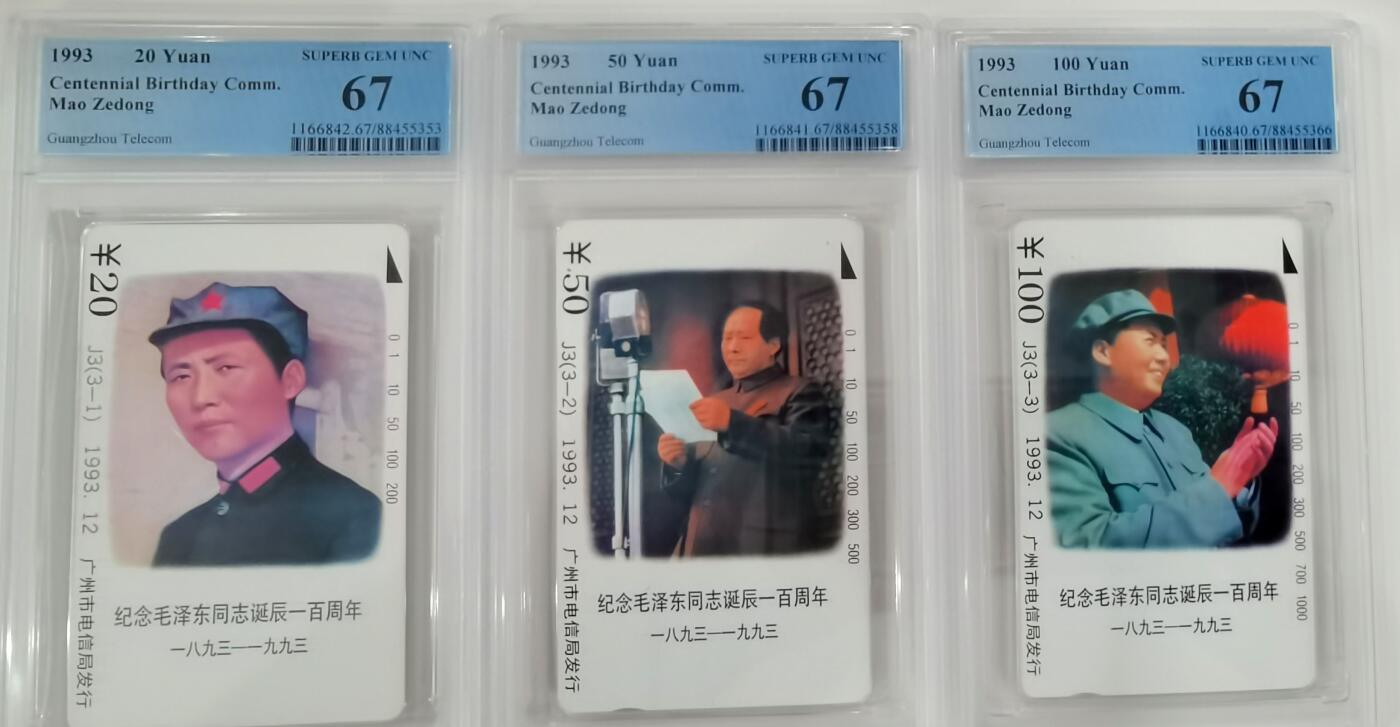 1993 20 Yuan SUPERB GEM UNC
Centennial Birthday Comm. 67
Mao Zedong
1166842.67/88455353
Guangzhou Telecom
¥20
J3(3—1) 1993.12 广州市电信局发行
0 1 10 50 100 200
纪念毛泽东同志诞辰一百周年
一八九三—一九九三
1993 50 Yuan SUPERB GEM UNC
Centennial Birthday Comm. 67
Mao Zedong
1166841.67/88455358
Guangzhou Telecom
¥50
J3(3—2) 1993.12 广州市电信局发行
0 1 10 50 100 200 300 500
纪念毛泽东同志诞辰一百周年
一八九三—一九九三
1993 100 Yuan SUPERB GEM UNC
Centennial Birthday Comm. 67
Mao Zedong
1166840.67/88455366
Guangzhou Telecom
¥100
J3(3—3) 1993.12 广州市电信局发行
0 1 10 50 100 200 300 500 700 1000
纪念毛泽东同志诞辰一百周年
一八九三—一九九三